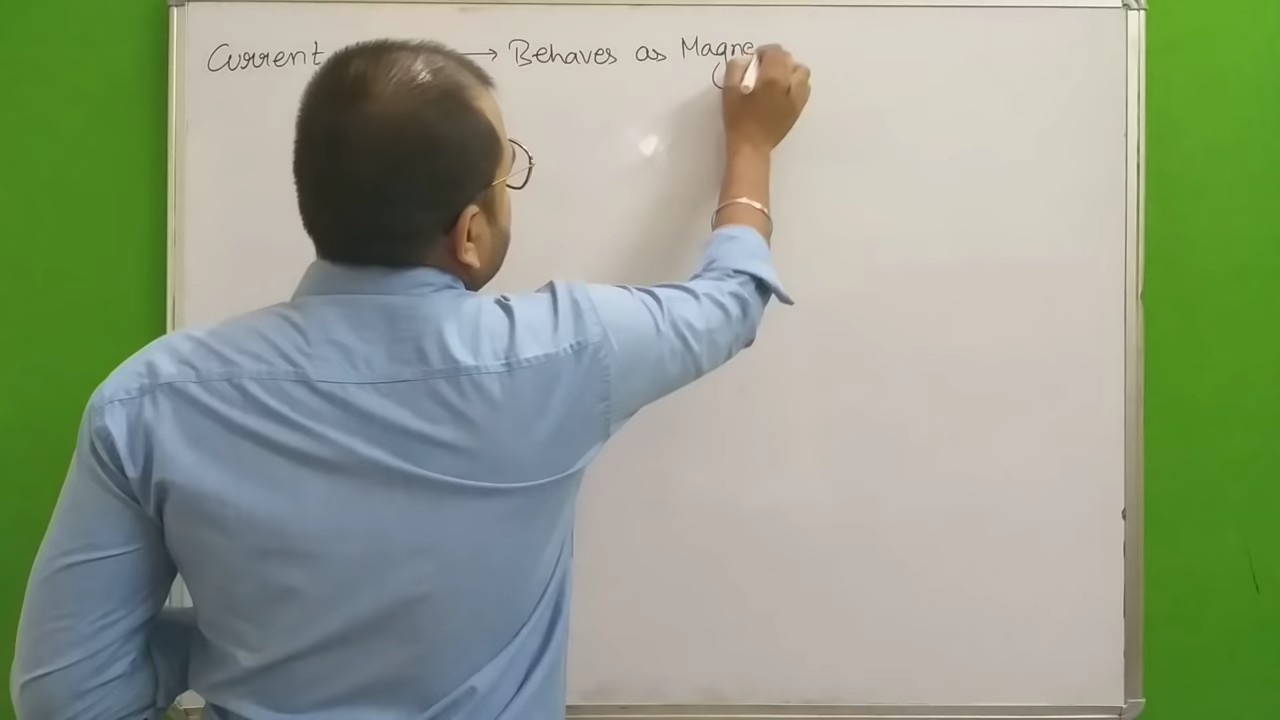 Current → Behaves as Magne